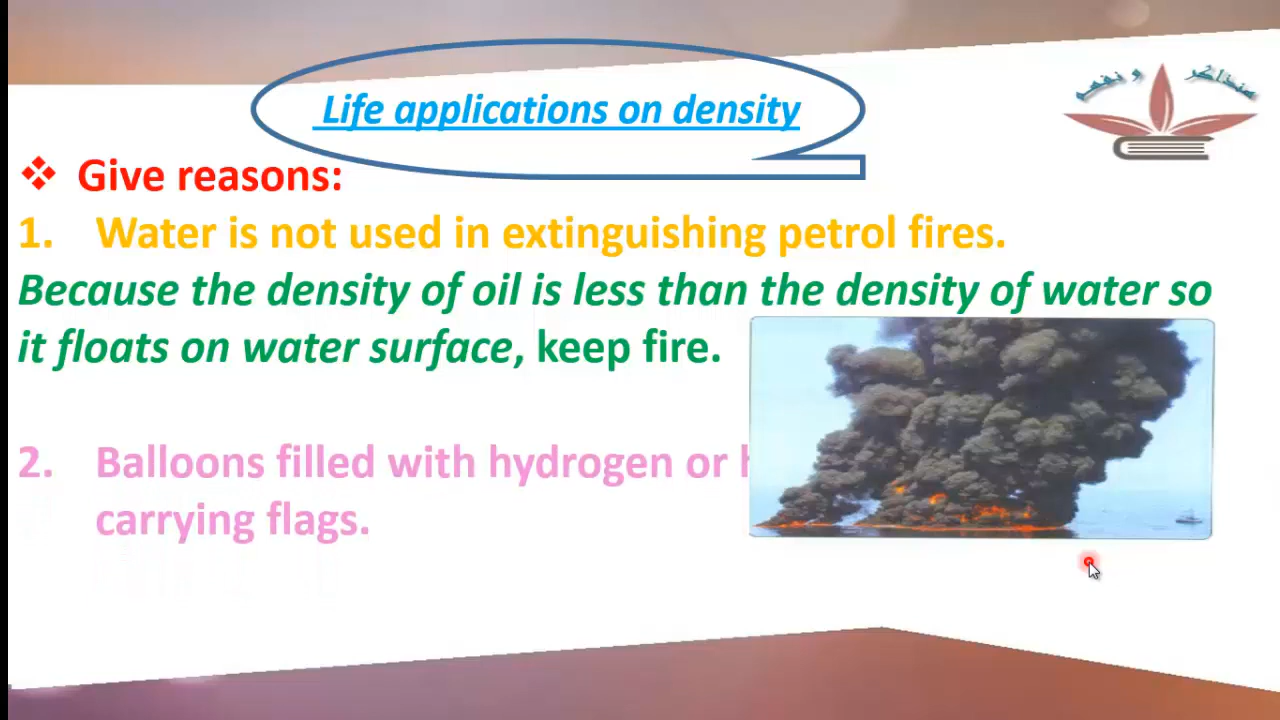 Life applications on density
هنذاكر و نفهم
❖ Give reasons:
1. Water is not used in extinguishing petrol fires.
Because the density of oil is less than the density of water so
it floats on water surface, keep fire.
2. Balloons filled with hydrogen or
carrying flags.